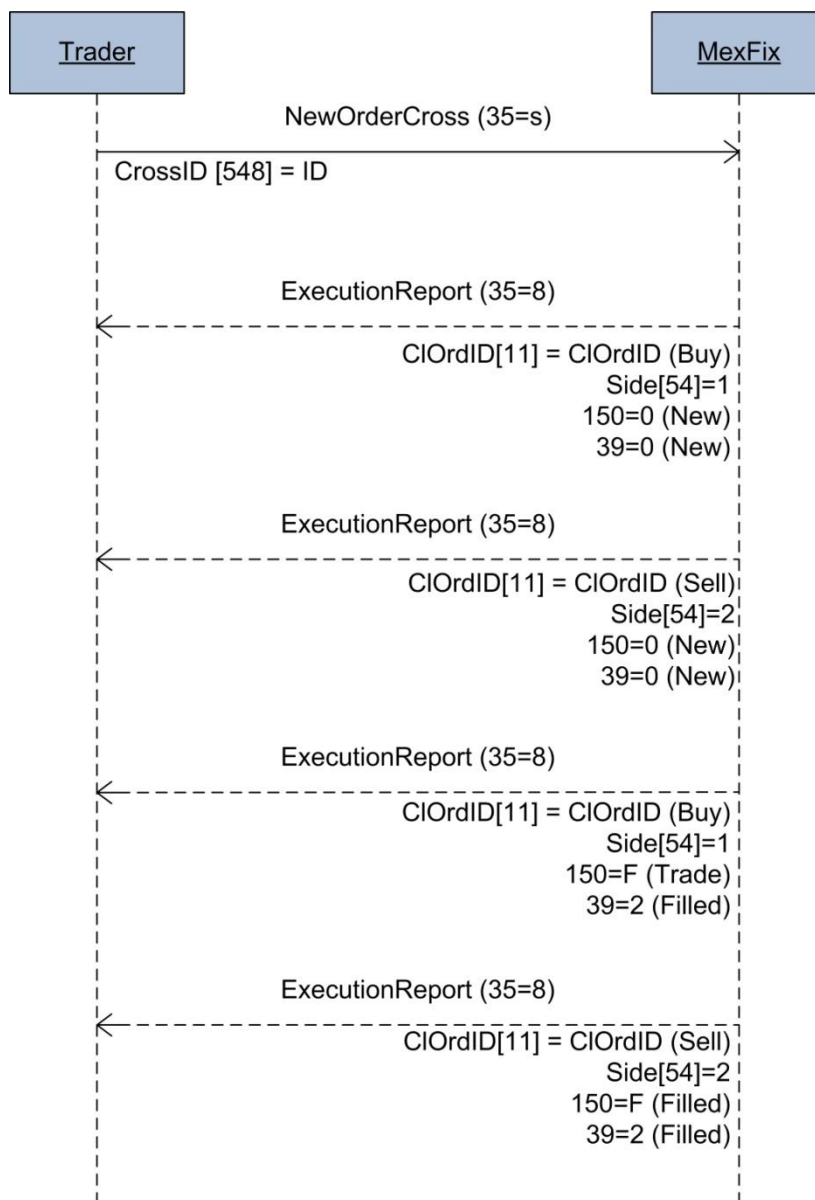 Trader
MexFix
NewOrderCross (35=s)
CrossID [548] = ID
ExecutionReport (35=8)
ClOrdID[11] = ClOrdID (Buy)
Side[54]=1
150=0 (New)
39=0 (New)
ExecutionReport (35=8)
ClOrdID[11] = ClOrdID (Sell)
Side[54]=2
150=0 (New)
39=0 (New)
ExecutionReport (35=8)
ClOrdID[11] = ClOrdID (Buy)
Side[54]=1
150=F (Trade)
39=2 (Filled)
ExecutionReport (35=8)
ClOrdID[11] = ClOrdID (Sell)
Side[54]=2
150=F (Filled)
39=2 (Filled)